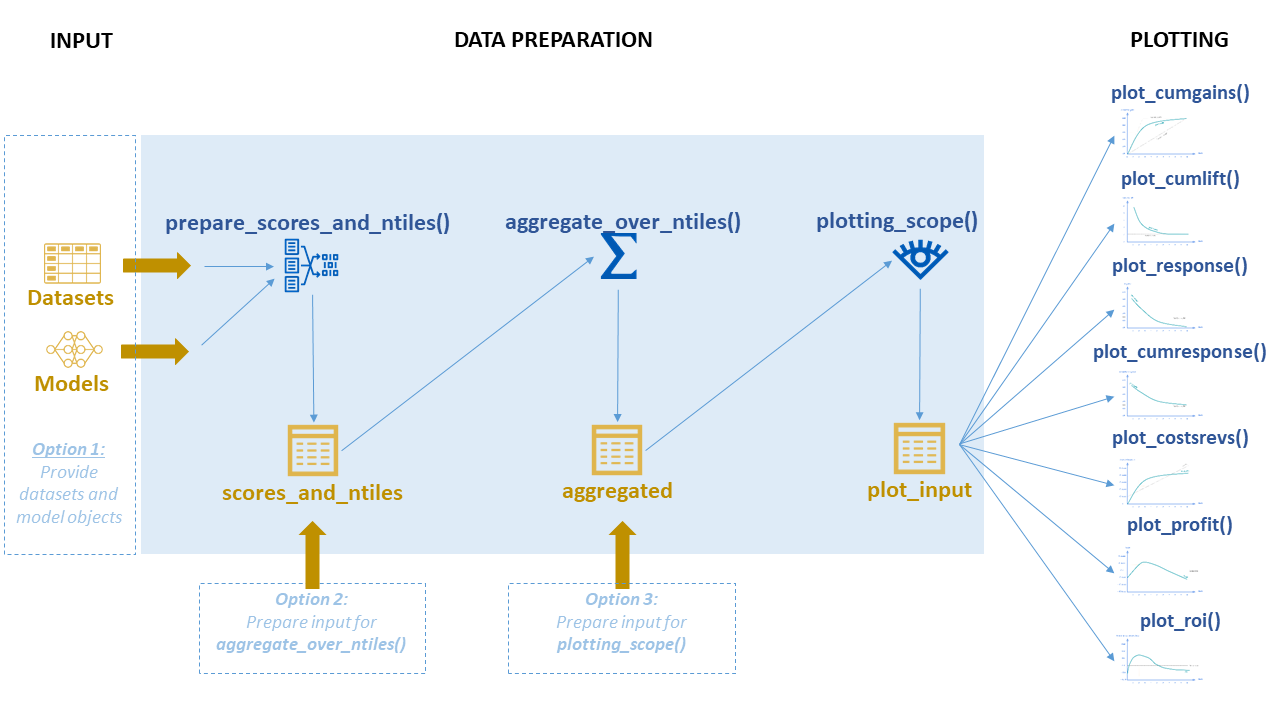 INPUT
DATA PREPARATION
PLOTTING
plot_cumgains()
plot_cumlift()
prepare_scores_and_ntiles()
aggregate_over_ntiles()
plotting_scope()
plot_response()
Datasets
plot_cumresponse()
Models
plot_costsrevs()
Option 1:
Provide
datasets and
model objects
scores_and_ntiles
aggregated
plot_input
plot_profit()
Option 2:
Prepare input for
aggregate_over_ntiles()
Option 3:
Prepare input for
plotting_scope()
plot_roi()